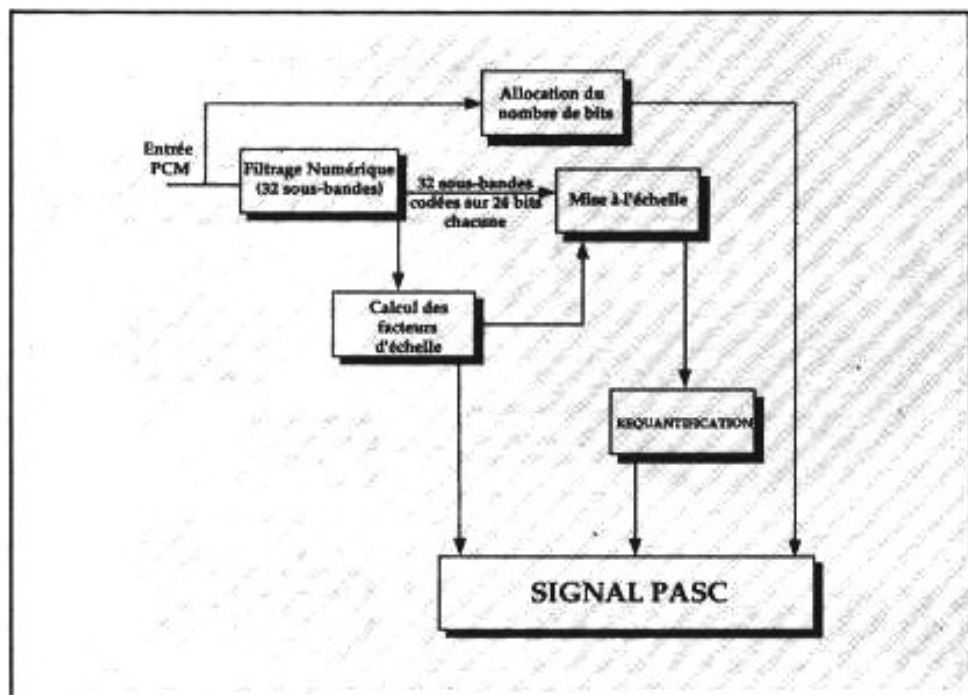 Allocation du
nombre de bits
Entrée
PCM
Filtrage Numérique
(32 sous-bandes)
32 sous-bandes
codées sur 24 bits
chacune
Mise à-l'échelle
Calcul des
facteurs
d'échelle
REQUANTIFICATION
SIGNAL PASC